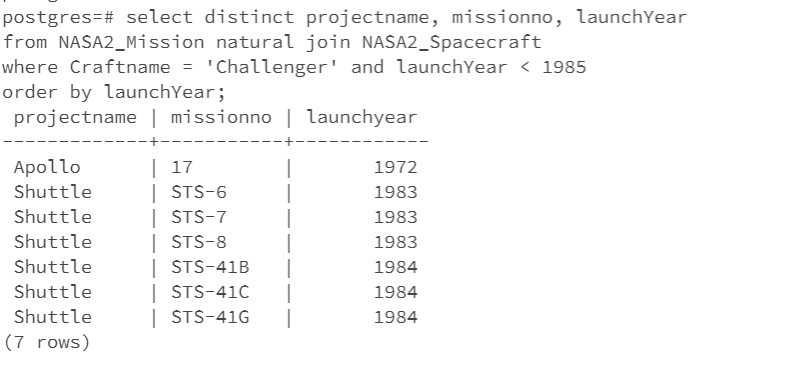 postgres=# select distinct projectname, missionno, launchYear
from NASA2_Mission natural join NASA2_Spacecraft
where Craftname = 'Challenger' and launchYear < 1985
order by launchYear;
 projectname | missionno | launchyear
-------------+-----------+------------
 Apollo      | 17        |       1972
 Shuttle     | STS-6     |       1983
 Shuttle     | STS-7     |       1983
 Shuttle     | STS-8     |       1983
 Shuttle     | STS-41B   |       1984
 Shuttle     | STS-41C   |       1984
 Shuttle     | STS-41G   |       1984
(7 rows)